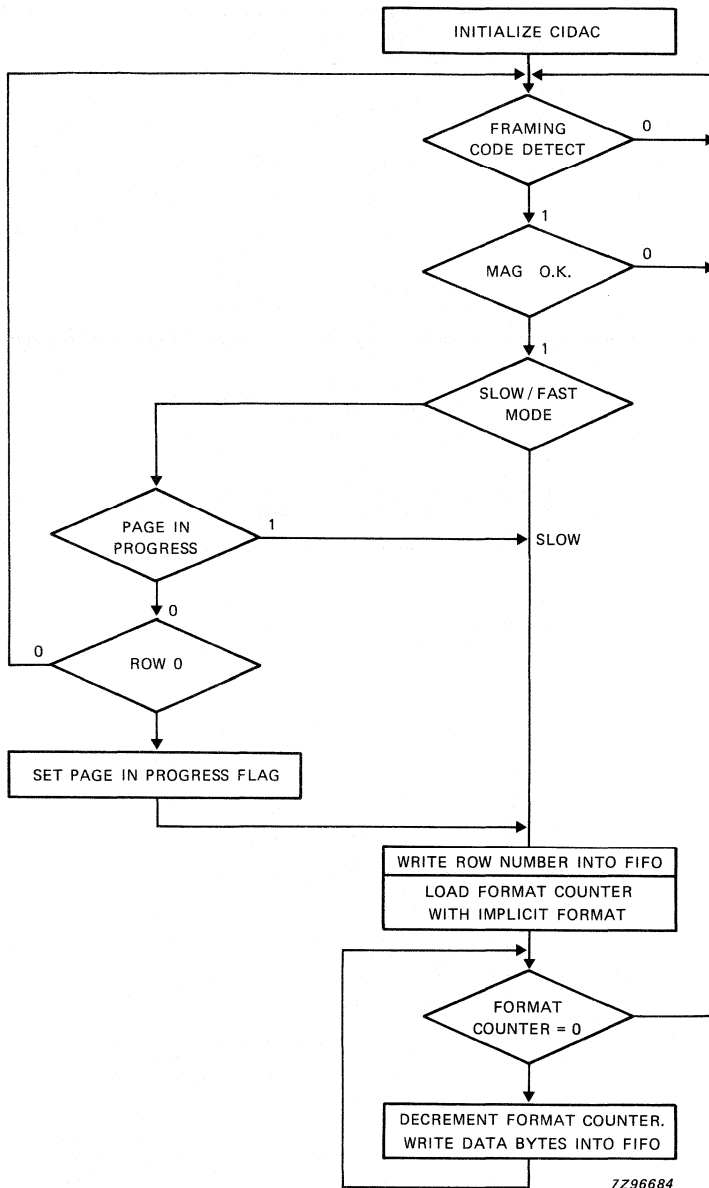 INITIALIZE CIDAC
FRAMING
CODE DETECT
0
1
MAG O.K.
0
1
SLOW / FAST
MODE
PAGE IN
PROGRESS
1
SLOW
0
0
ROW 0
SET PAGE IN PROGRESS FLAG
WRITE ROW NUMBER INTO FIFO
LOAD FORMAT COUNTER
WITH IMPLICIT FORMAT
FORMAT
COUNTER = 0
DECREMENT FORMAT COUNTER.
WRITE DATA BYTES INTO FIFO
7Z96684